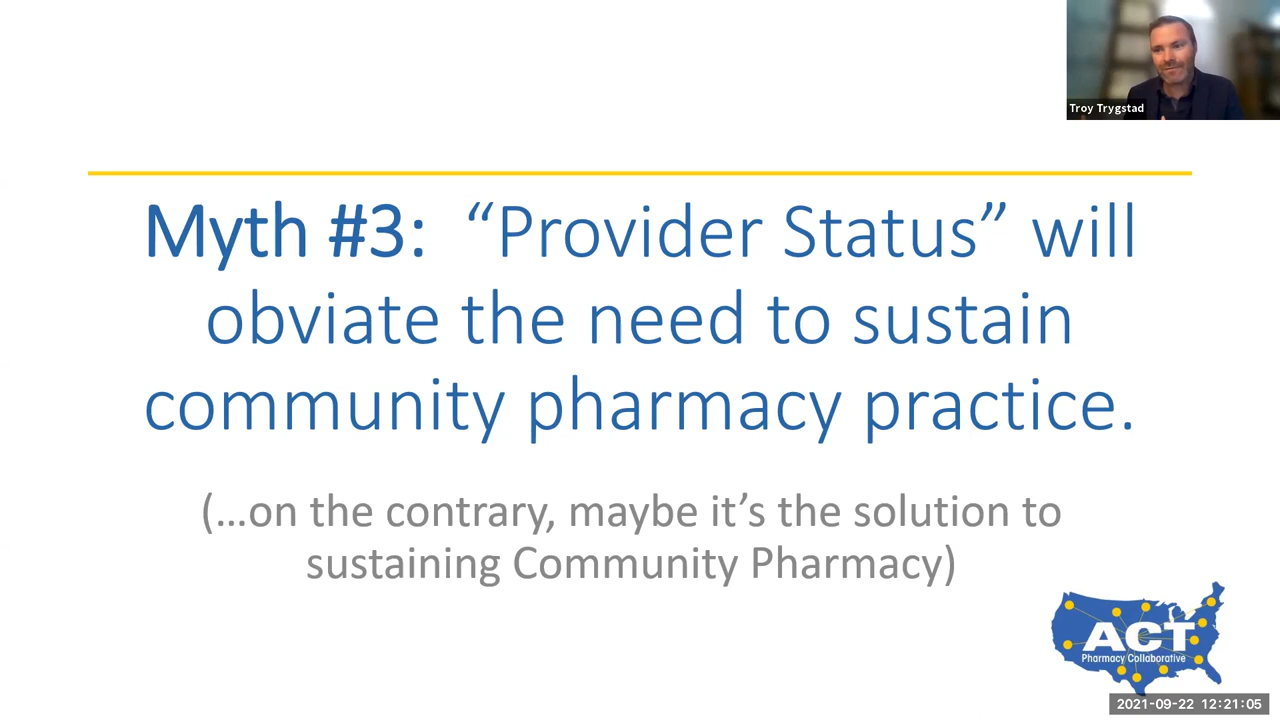 Troy Trygstad
Myth #3: “Provider Status” will
obviate the need to sustain
community pharmacy practice.
(…on the contrary, maybe it’s the solution to
sustaining Community Pharmacy)
ACT
Pharmacy Collaborative
2021-09-22 12:21:05